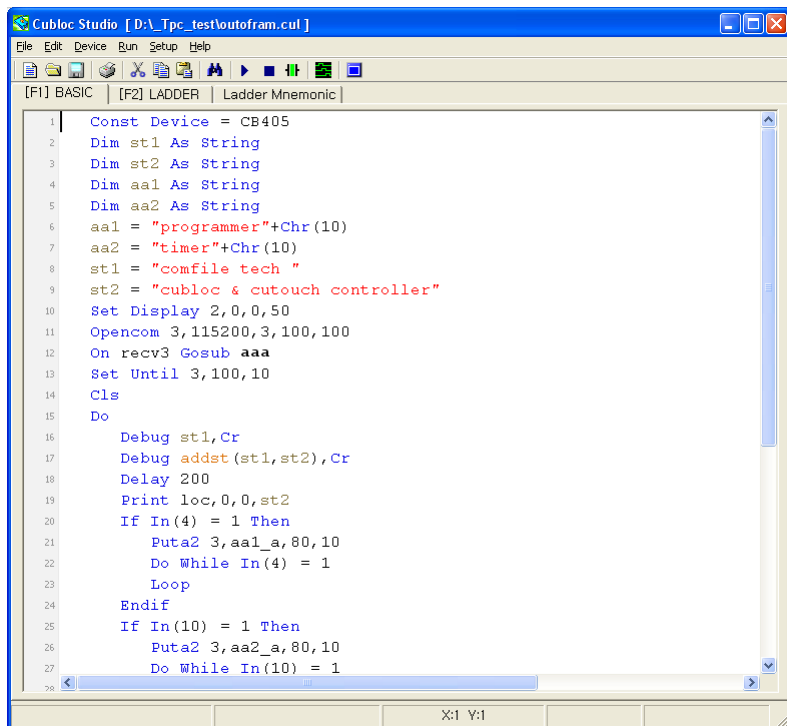 Cubloc Studio [ D:\_Tpc_test\outofram.cul ]
File Edit Device Run Setup Help
[F1] BASIC [F2] LADDER Ladder Mnemonic
1 Const Device = CB405
2 Dim st1 As String
3 Dim st2 As String
4 Dim aa1 As String
5 Dim aa2 As String
6 aa1 = "programmer"+Chr(10)
7 aa2 = "timer"+Chr(10)
8 st1 = "comfile tech "
9 st2 = "cubloc & cutouch controller"
10 Set Display 2,0,0,50
11 Opencom 3,115200,3,100,100
12 On recv3 Gosub aaa
13 Set Until 3,100,10
14 Cls
15 Do
16 Debug st1,Cr
17 Debug addst(st1,st2),Cr
18 Delay 200
19 Print loc,0,0,st2
20 If In(4) = 1 Then
21 Puta2 3,aa1_a,80,10
22 Do While In(4) = 1
23 Loop
24 Endif
25 If In(10) = 1 Then
26 Puta2 3,aa2_a,80,10
27 Do While In(10) = 1
28
X:1 Y:1